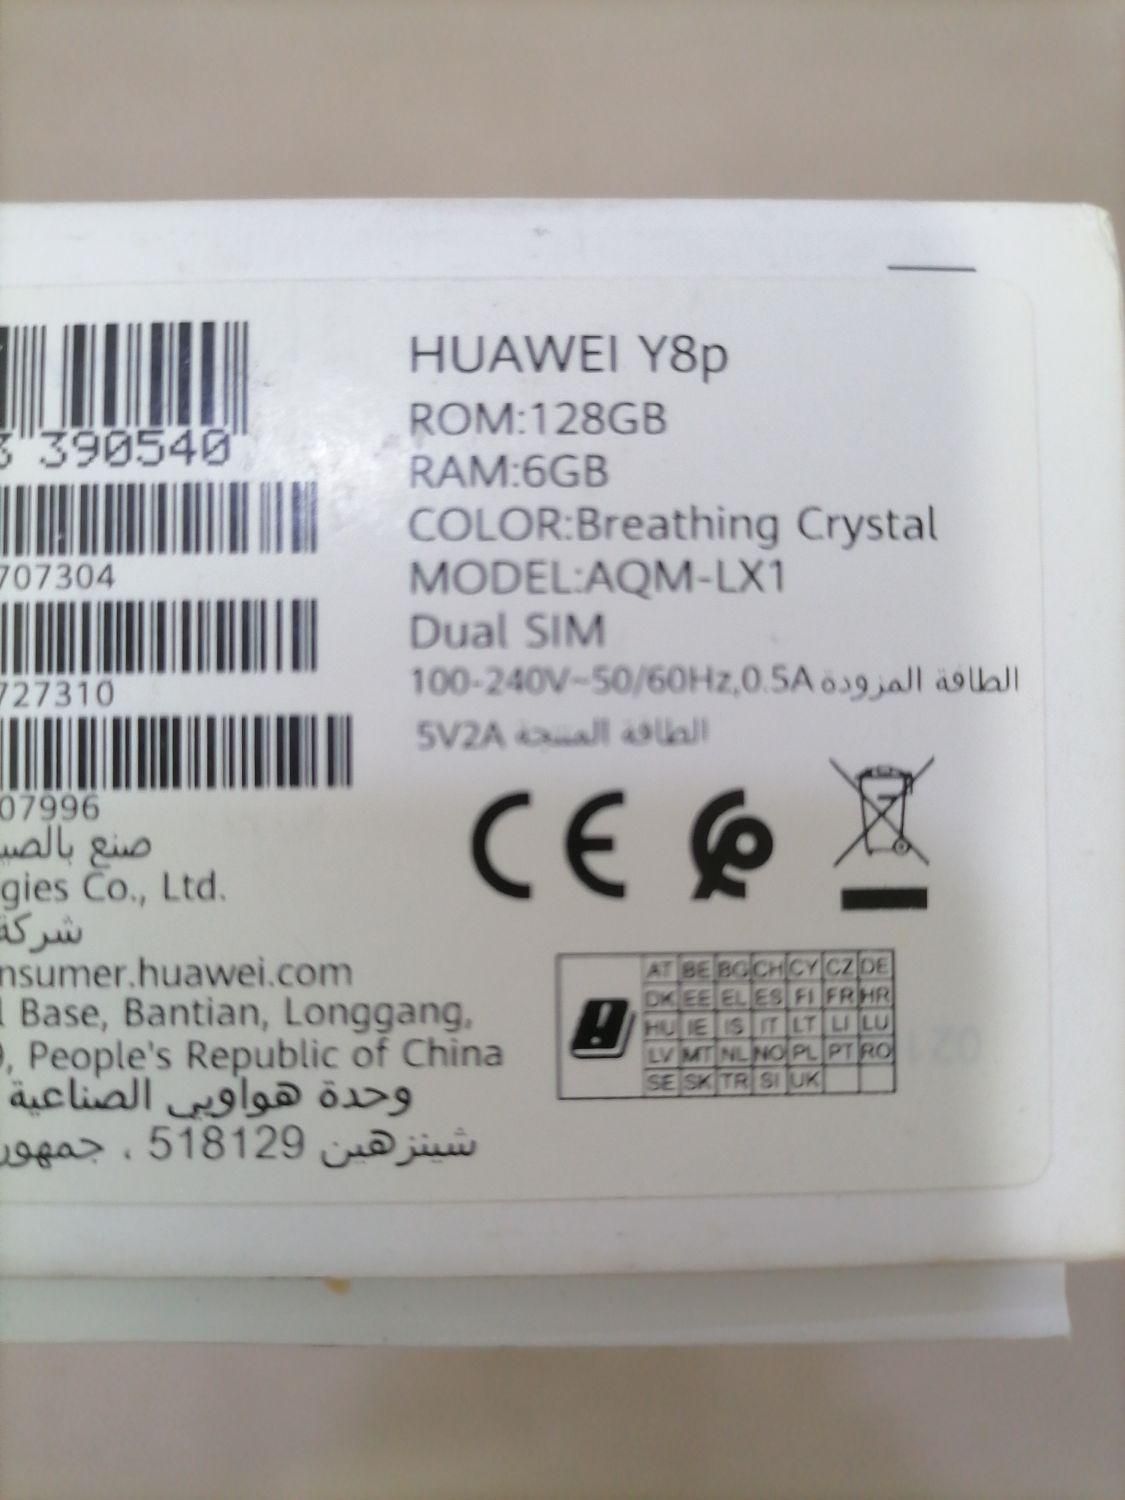 HUAWEI Y8p
ROM:128GB
RAM:6GB
COLOR:Breathing Crystal
MODEL:AQM-LX1
Dual SIM
100-240V~50/60Hz,0.5A الطاقة المزودة
5V2A الطاقة المنتجة
390540
707304
727310
07996
صنع بالصي
gies Co., Ltd.
شركة
nsumer.huawei.com
l Base, Bantian, Longgang,
, People's Republic of China
وحدة هواوي الصناعية
شينزهين 518129 ، جمهور
CE
AT BE BG CH CY CZ DE
DK EE EL ES FI FR HR
HU IE IS IT LT LI LU
LV MT NL NO PL PT RO
SE SK TR SI UK